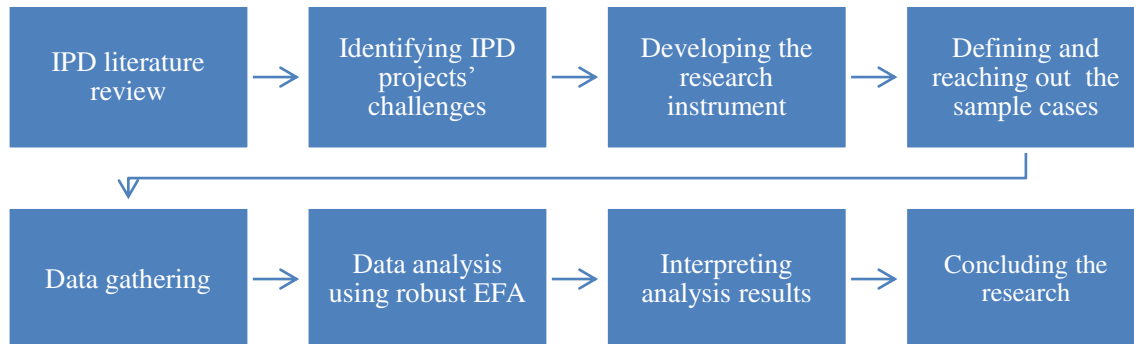 IPD literature
review
Identifying IPD
projects’
challenges
Developing the
research
instrument
Defining and
reaching out the
sample cases
Data gathering
Data analysis
using robust EFA
Interpreting
analysis results
Concluding the
research